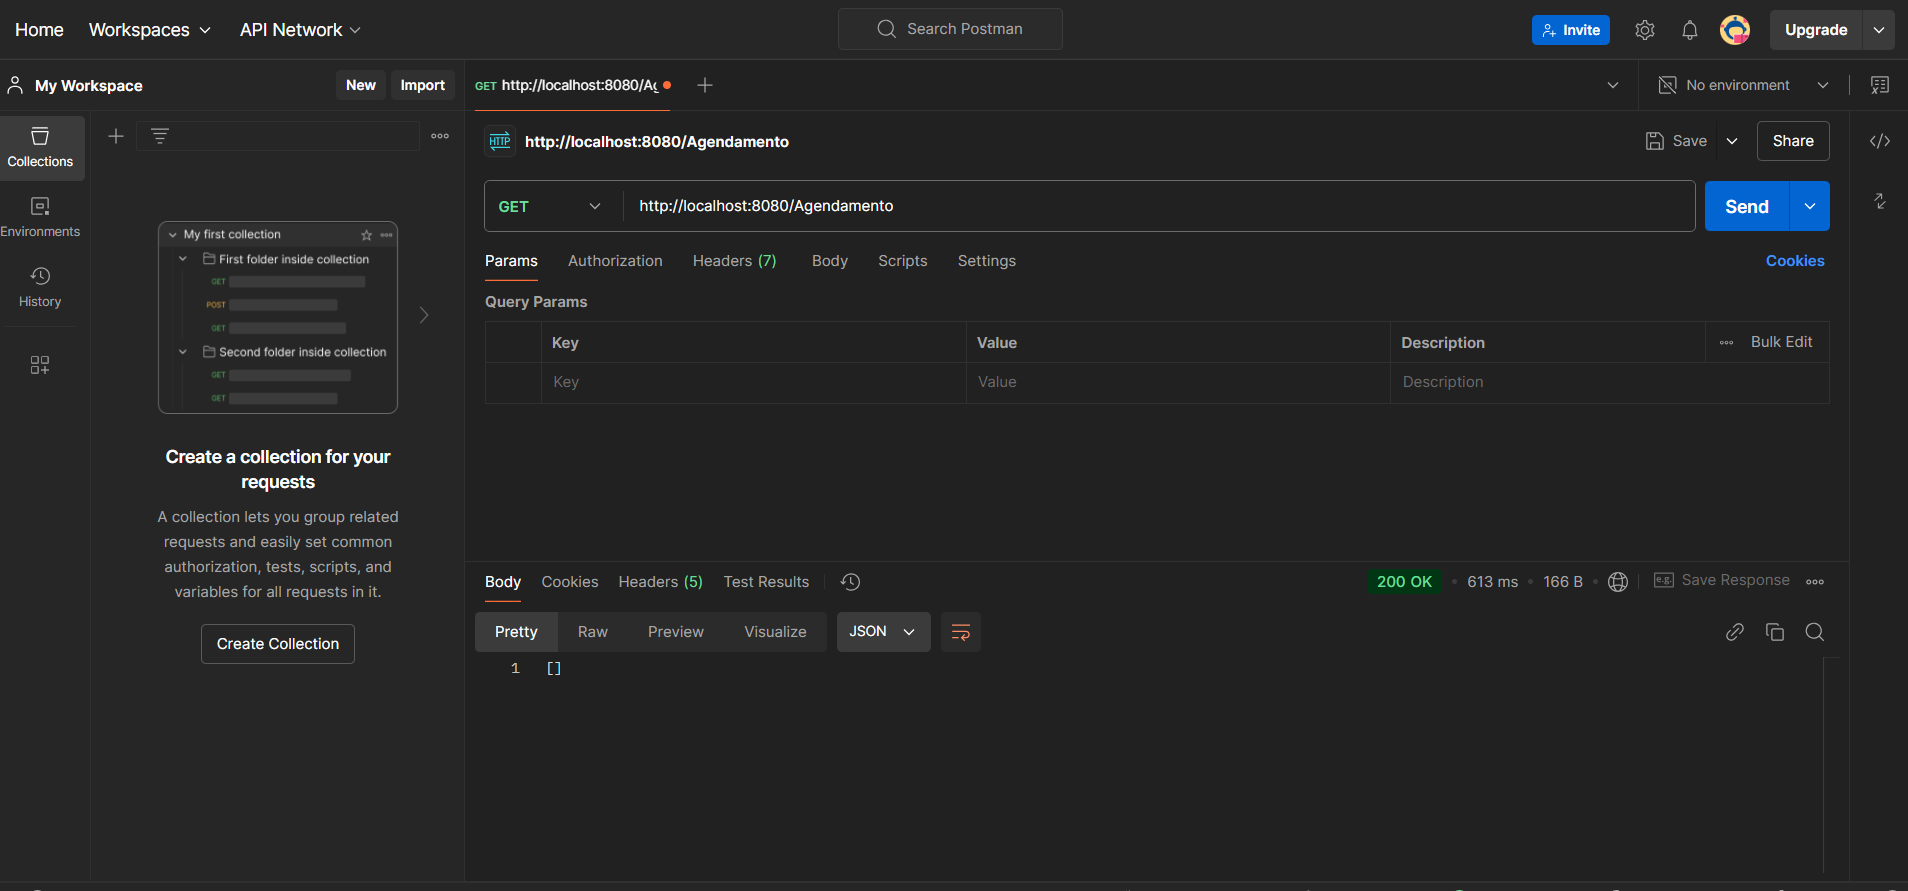 Home Workspaces API Network Search Postman Invite Upgrade
My Workspace New Import GET http://localhost:8080/Ag No environment
Collections
Environments
History
My first collection
First folder inside collection
GET
POST
GET
Second folder inside collection
GET
GET
Create a collection for your
requests
A collection lets you group related
requests and easily set common
authorization, tests, scripts, and
variables for all requests in it.
Create Collection
HTTP http://localhost:8080/Agendamento Save Share
GET http://localhost:8080/Agendamento Send
Params Authorization Headers (7) Body Scripts Settings Cookies
Query Params
Key Value Description Bulk Edit
Key Value Description
Body Cookies Headers (5) Test Results 200 OK • 613 ms • 166 B • e.g. Save Response
Pretty Raw Preview Visualize JSON
1 []